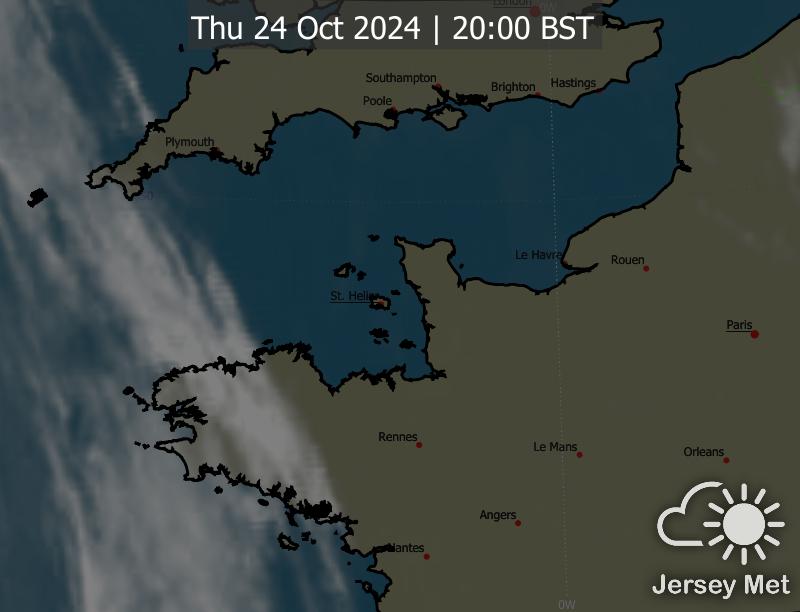 London
Thu 24 Oct 2024 | 20:00 BST
Southampton
Brighton
Hastings
Poole
Plymouth
Le Havre
Rouen
St. Helier
Paris
Rennes
Le Mans
Orleans
Angers
Nantes
Jersey Met
0W